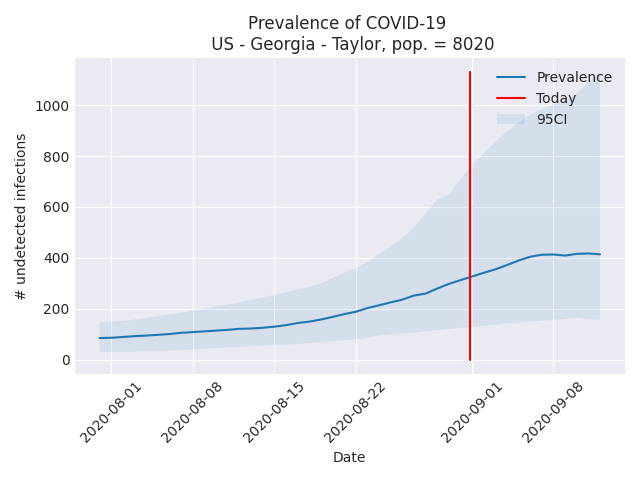 Prevalence of COVID-19
US - Georgia - Taylor, pop. = 8020
Prevalence
Today
95CI
# undetected infections
1000
800
600
400
200
0
2020-08-01
2020-08-08
2020-08-15
2020-08-22
2020-09-01
2020-09-08
Date